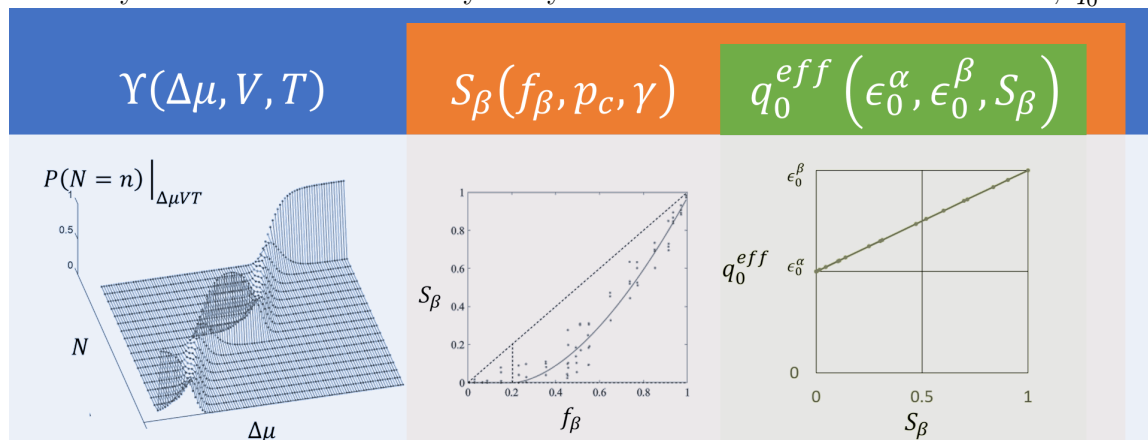 ϒ(Δμ, V, T)
S_β(f_β, p_c, γ)
q_0^{eff}(ϵ_0^α, ϵ_0^β, S_β)
P(N = n)|_{ΔμVT}
1
0.5
0
N
Δμ
1
0.8
0.6
0.4
0.2
0
S_β
0
0.2
0.4
0.6
0.8
1
f_β
ϵ_0^β
q_0^{eff}
ϵ_0^α
0
0
0.5
1
S_β